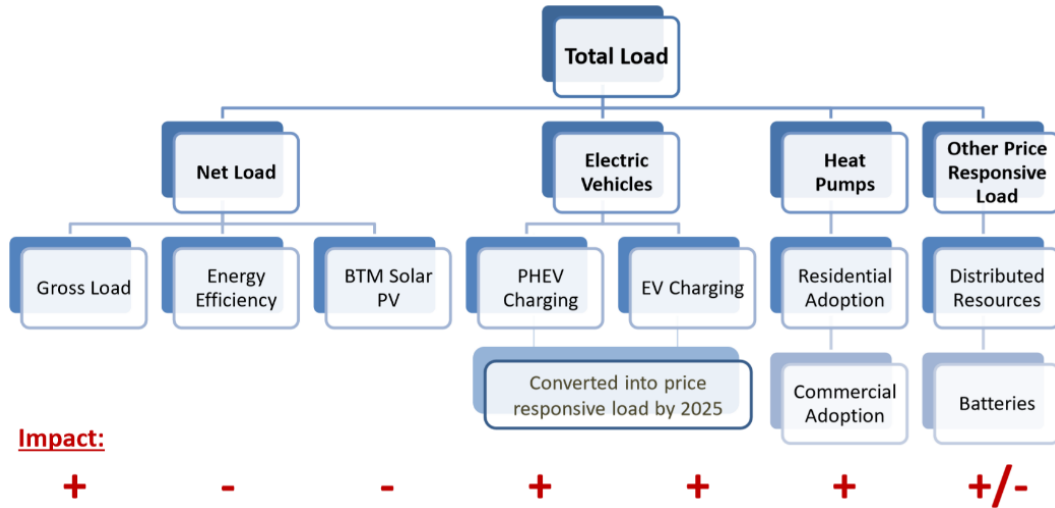 Total Load
Net Load
Electric
Vehicles
Heat
Pumps
Other Price
Responsive
Load
Gross Load
Energy
Efficiency
BTM Solar
PV
PHEV
Charging
EV Charging
Residential
Adoption
Distributed
Resources
Converted into price
responsive load by 2025
Commercial
Adoption
Batteries
Impact:
+ - - + + + +/-